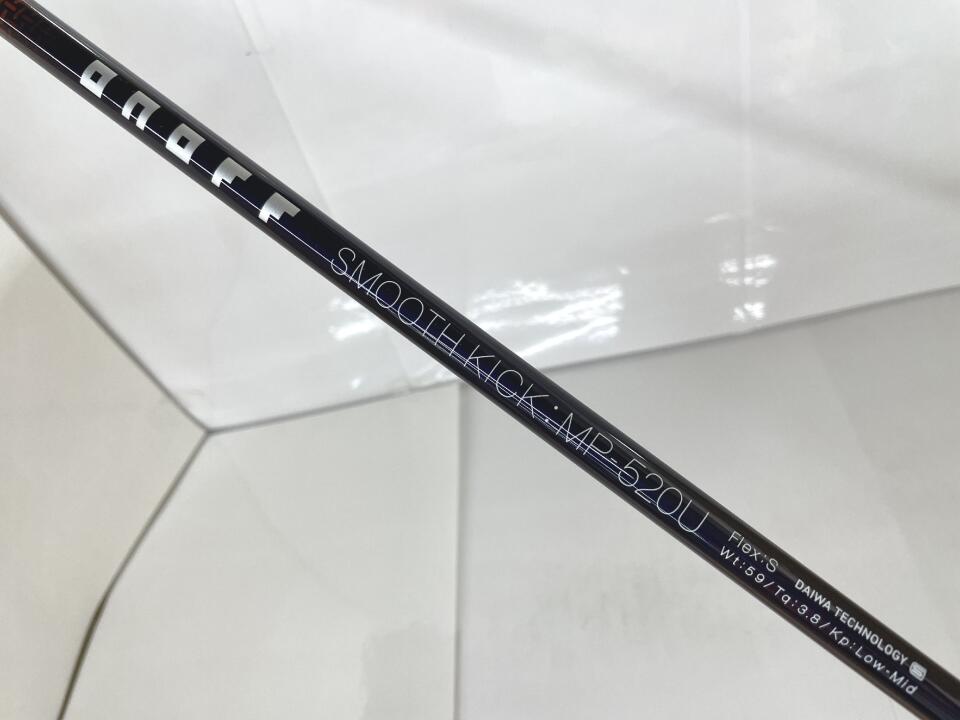 onoff
SMOOTH KICK : MP-520U
Flex:S
Wt:59/Tq:3.8/Kp:Low-Mid
DAIWA TECHNOLOGY